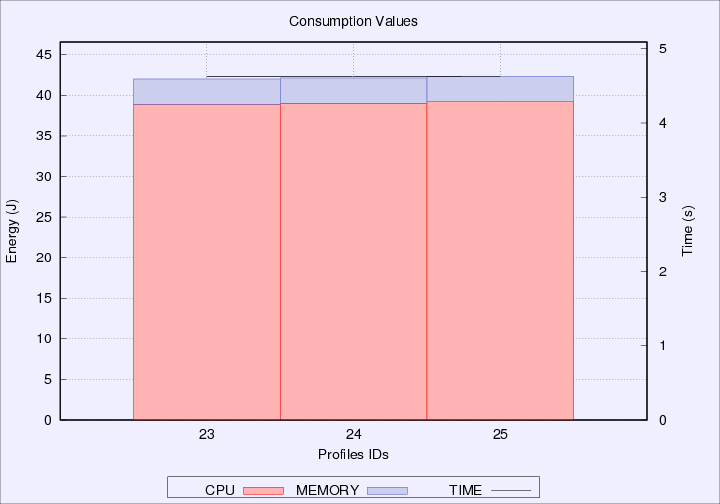 Consumption Values
45
40
35
30
25
20
15
10
5
0
Energy (J)
5
4
3
2
1
0
Time (s)
23 24 25
Profiles IDs
CPU MEMORY TIME